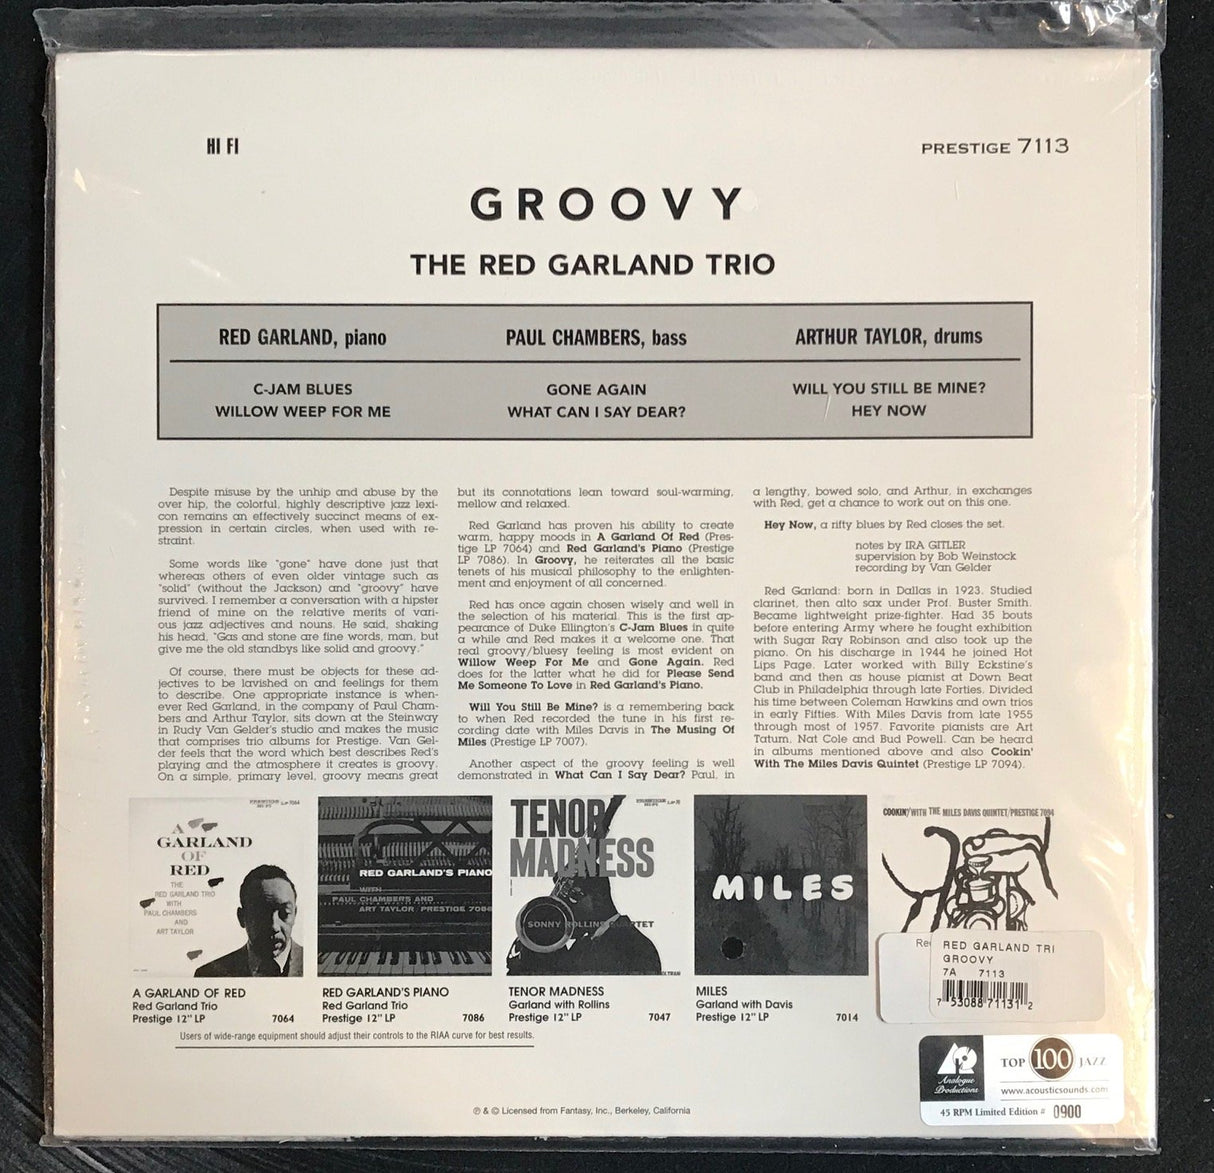 HI FI
PRESTIGE 7113
GROOVY
THE RED GARLAND TRIO
RED GARLAND, piano
PAUL CHAMBERS, bass
ARTHUR TAYLOR, drums
C-JAM BLUES
WILLOW WEEP FOR ME
GONE AGAIN
WHAT CAN I SAY DEAR?
WILL YOU STILL BE MINE?
HEY NOW
Despite misuse by the unhip and abuse by the
over hip, the colorful, highly descriptive jazz lexi-
con remains an effectively succinct means of ex-
pression in certain circles, when used with re-
straint.
Some words like "gone" have done just that
whereas others of even older vintage such as
"solid" (without the Jackson) and "groovy" have
survived. I remember a conversation with a hipster
friend of mine on the relative merits of vari-
ous jazz adjectives and nouns. He said, shaking
his head, "Gas and stone are fine words, man, but
give me the old standbys like solid and groovy."
Of course, there must be objects for these ad-
jectives to be lavished on and feelings for them
to describe. One appropriate instance is when-
ever Red Garland, in the company of Paul Cham-
bers and Arthur Taylor, sits down at the Steinway
in Rudy Van Gelder's studio and makes the music
that comprises trio albums for Prestige. Van Gel-
der feels that the word which best describes Red's
playing and the atmosphere it creates is groovy.
On a simple, primary level, groovy means great
but its connotations lean toward soul-warming,
mellow and relaxed.
Red Garland has proven his ability to create
warm, happy moods in A Garland Of Red (Pres-
tige LP 7064) and Red Garland's Piano (Prestige
LP 7086). In Groovy, he reiterates all the basic
tenets of his musical philosophy to the enlighten-
ment and enjoyment of all concerned.
Red has once again chosen wisely and well in
the selection of his material. This is the first ap-
pearance of Duke Ellington's C-Jam Blues in quite
a while and Red makes it a welcome one. That
real groovy/bluesy feeling is most evident on
Willow Weep For Me and Gone Again. Red
does for the latter what he did for Please Send
Me Someone To Love in Red Garland's Piano.
Will You Still Be Mine? is a remembering back
to when Red recorded the tune in his first re-
cording date with Miles Davis in The Musing Of
Miles (Prestige LP 7007).
Another aspect of the groovy feeling is well
demonstrated in What Can I Say Dear? Paul, in
a lengthy, bowed solo, and Arthur, in exchanges
with Red, get a chance to work out on this one.
Hey Now, a riffy blues by Red closes the set.
notes by IRA GITLER
supervision by Bob Weinstock
recording by Van Gelder
Red Garland: born in Dallas in 1923. Studied
clarinet, then alto sax under Prof. Buster Smith.
Became lightweight prize-fighter. Had 35 bouts
before entering Army where he fought exhibition
with Sugar Ray Robinson and also took up the
piano. On his discharge in 1944 he joined Hot
Lips Page. Later worked with Billy Eckstine's
band and then as house pianist at Down Beat
Club in Philadelphia through late Forties. Divided
his time between Coleman Hawkins and own trios
in early Fifties. With Miles Davis from late 1955
through most of 1957. Favorite pianists are Art
Tatum, Nat Cole and Bud Powell. Can be heard
in albums mentioned above and also Cookin'
With The Miles Davis Quintet (Prestige LP 7094).
A
GARLAND
OF
RED
THE
RED GARLAND TRIO
WITH
PAUL CHAMBERS
AND
ART TAYLOR
RED GARLAND'S PIANO
WITH
PAUL CHAMBERS AND
ART TAYLOR / PRESTIGE 7086
TENOR
MADNESS
SONNY ROLLINS QUARTET
MILES
COOKIN' WITH THE MILES DAVIS QUINTET/PRESTIGE 7094
A GARLAND OF RED
Red Garland Trio
Prestige 12" LP 7064
RED GARLAND'S PIANO
Red Garland Trio
Prestige 12" LP 7086
TENOR MADNESS
Garland with Rollins
Prestige 12" LP 7047
MILES
Garland with Davis
Prestige 12" LP 7014
RED GARLAND TRI
GROOVY
7A 7113
7 53088 71131 2
Users of wide-range equipment should adjust their controls to the RIAA curve for best results.
Analogue
Productions
TOP 100 JAZZ
www.acousticsounds.com
45 RPM Limited Edition # 0900
℗ & © Licensed from Fantasy, Inc., Berkeley, California